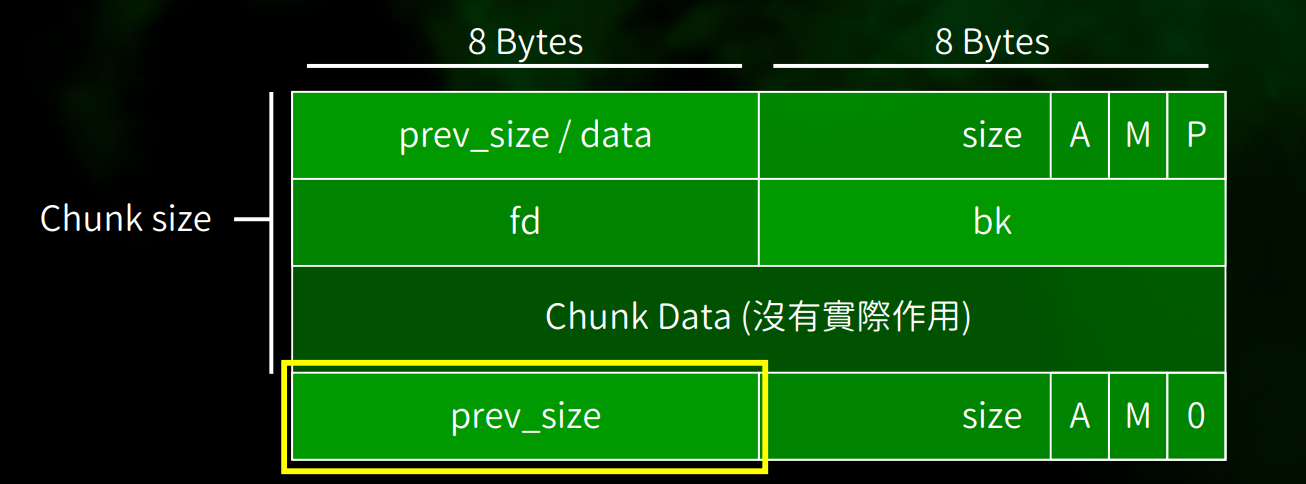 8 Bytes 8 Bytes
prev_size / data size A M P
Chunk size
fd bk
Chunk Data (沒有實際作用)
prev_size size A M 0